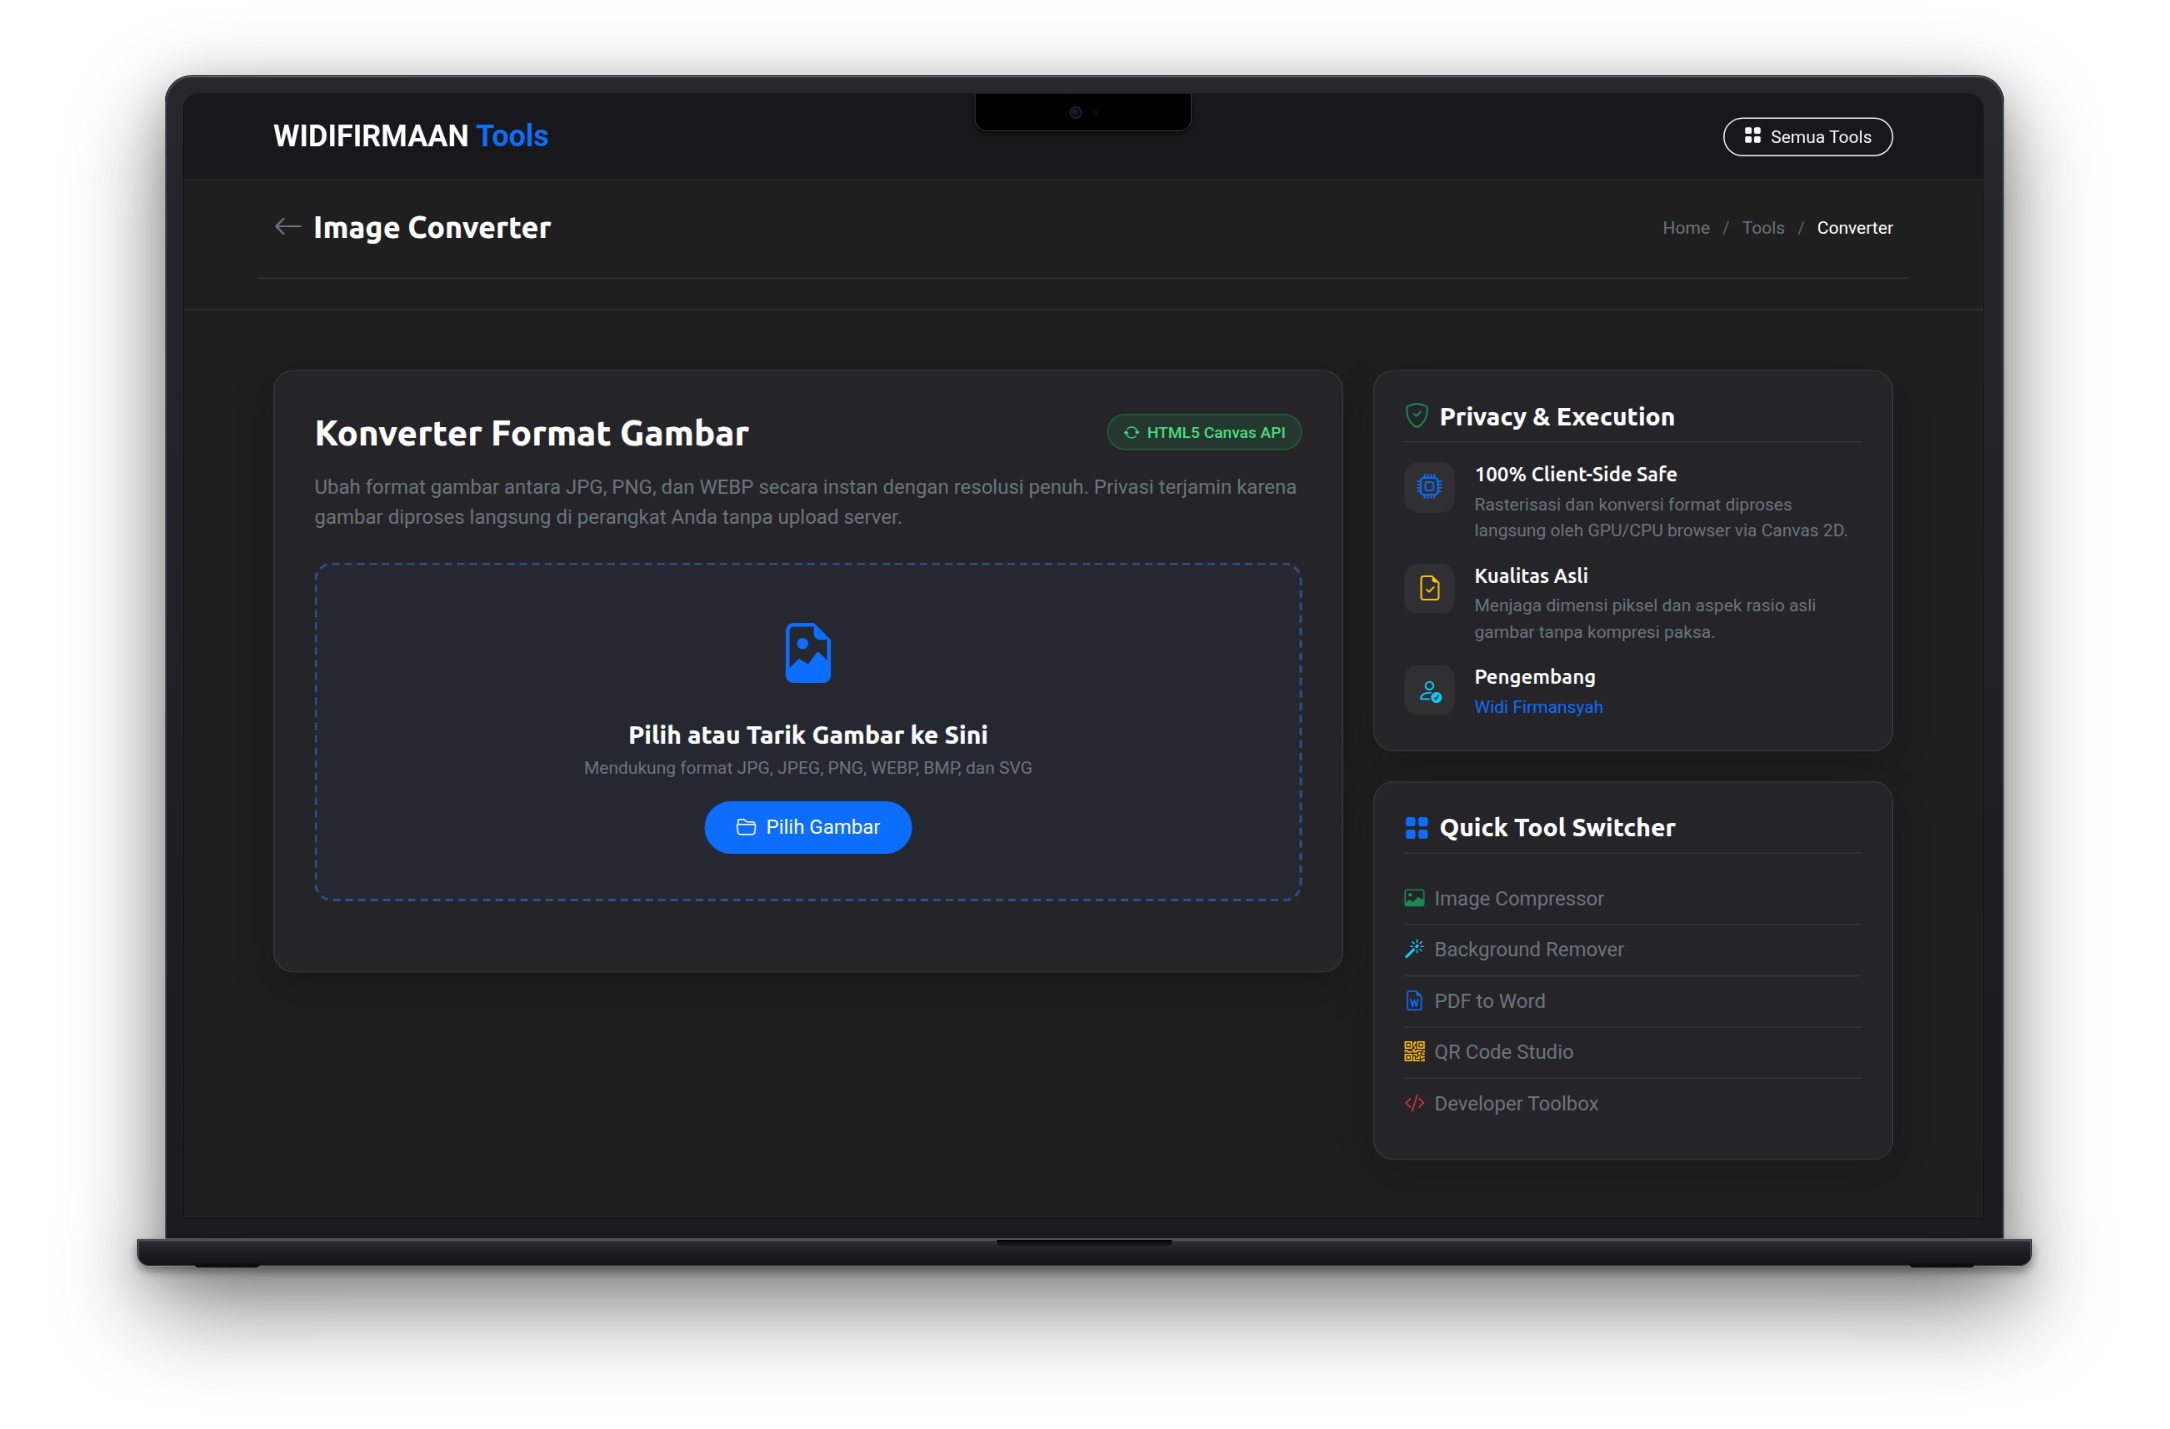 WIDIFIRMAAN Tools
Semua Tools
Image Converter
Home / Tools / Converter
Konverter Format Gambar
HTML5 Canvas API
Ubah format gambar antara JPG, PNG, dan WEBP secara instan dengan resolusi penuh. Privasi terjamin karena
gambar diproses langsung di perangkat Anda tanpa upload server.
Pilih atau Tarik Gambar ke Sini
Mendukung format JPG, JPEG, PNG, WEBP, BMP, dan SVG
Pilih Gambar
Privacy & Execution
100% Client-Side Safe
Rasterisasi dan konversi format diproses
langsung oleh GPU/CPU browser via Canvas 2D.
Kualitas Asli
Menjaga dimensi piksel dan aspek rasio asli
gambar tanpa kompresi paksa.
Pengembang
Widi Firmansyah
Quick Tool Switcher
Image Compressor
Background Remover
PDF to Word
QR Code Studio
Developer Toolbox